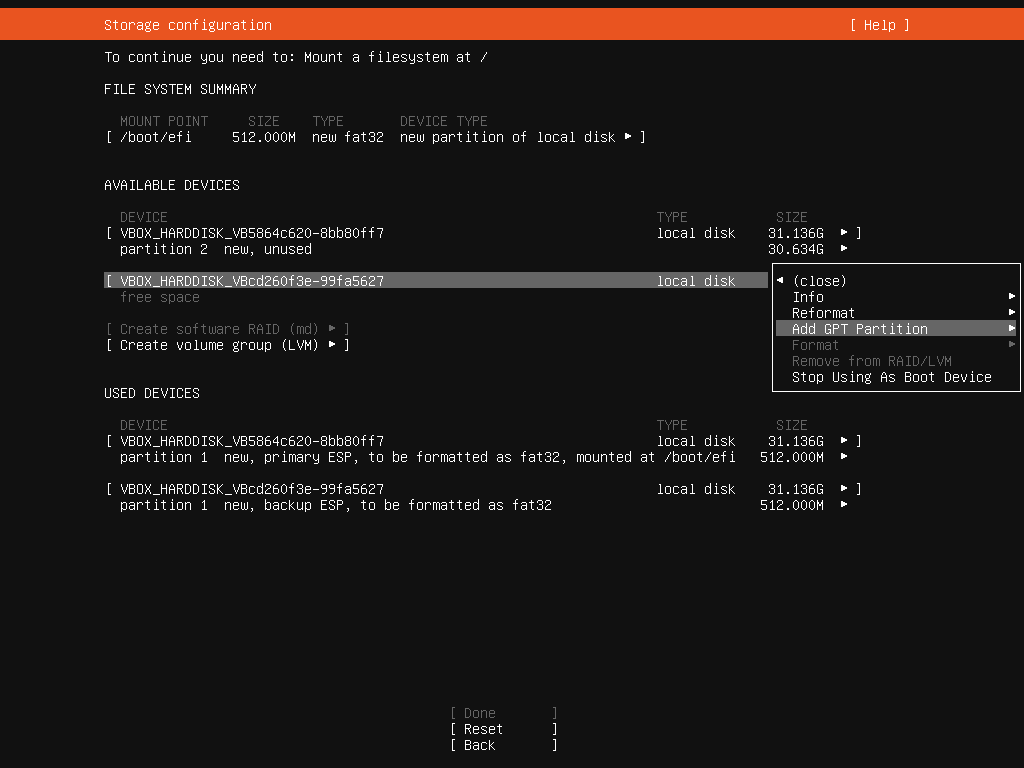 Storage configuration [ Help ]
To continue you need to: Mount a filesystem at /
FILE SYSTEM SUMMARY
MOUNT POINT SIZE TYPE DEVICE TYPE
[ /boot/efi 512.000M new fat32 new partition of local disk ▸ ]
AVAILABLE DEVICES
DEVICE TYPE SIZE
[ VBOX_HARDDISK_VB5864c620-8bb80ff7 local disk 31.136G ▸ ]
partition 2 new, unused 30.634G ▸
[ VBOX_HARDDISK_VBcd260f3e-99fa5627 local disk ◂ (close)
free space Info ▸
Reformat ▸
[ Create software RAID (md) ▸ ] Add GPT Partition ▸
[ Create volume group (LVM) ▸ ] Format ▸
Remove from RAID/LVM
Stop Using As Boot Device
USED DEVICES
DEVICE TYPE SIZE
[ VBOX_HARDDISK_VB5864c620-8bb80ff7 local disk 31.136G ▸ ]
partition 1 new, primary ESP, to be formatted as fat32, mounted at /boot/efi 512.000M ▸
[ VBOX_HARDDISK_VBcd260f3e-99fa5627 local disk 31.136G ▸ ]
partition 1 new, backup ESP, to be formatted as fat32 512.000M ▸
[ Done ]
[ Reset ]
[ Back ]